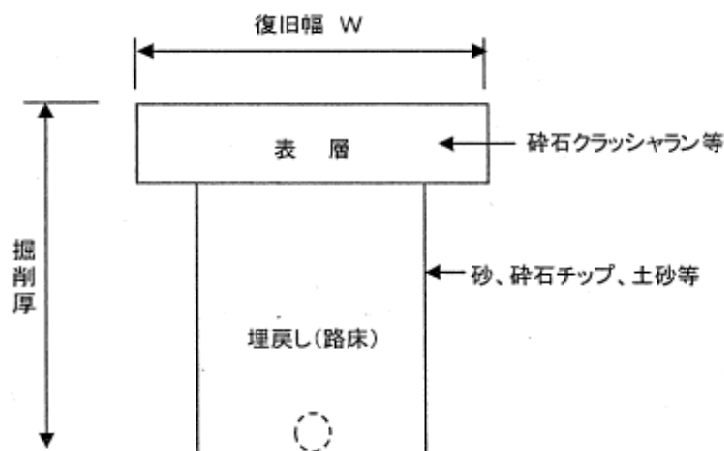 復旧幅 W
表 層
砕石クラッシャラン等
掘削厚
砂、砕石チップ、土砂等
埋戻し(路床)